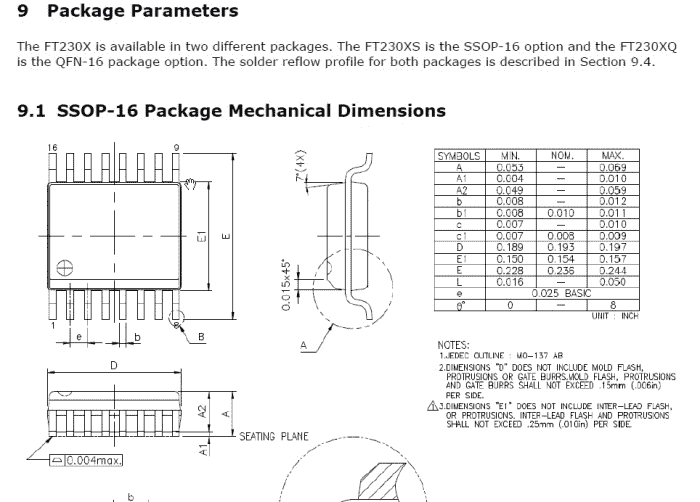 9 Package Parameters
The FT230X is available in two different packages. The FT230XS is the SSOP-16 option and the FT230XQ
is the QFN-16 package option. The solder reflow profile for both packages is described in Section 9.4.
9.1 SSOP-16 Package Mechanical Dimensions
16 9
1 8
e b B
E1 E
7°(4X)
0.015x45°
A
D
A2 A
A1
SEATING PLANE
0.004max.
b
SYMBOLS MIN. NOM. MAX.
A 0.053 — 0.069
A1 0.004 — 0.010
A2 0.049 — 0.059
b 0.008 — 0.012
b1 0.008 0.010 0.011
c 0.007 — 0.010
c1 0.007 0.008 0.009
D 0.189 0.193 0.197
E1 0.150 0.154 0.157
E 0.228 0.236 0.244
L 0.016 — 0.050
e 0.025 BASIC
θ° 0 — 8
UNIT : INCH
NOTES:
1.JEDEC OUTLINE : MO-137 AB
2.DIMENSIONS "D" DOES NOT INCLUDE MOLD FLASH,
PROTRUSIONS OR GATE BURRS.MOLD FLASH, PROTRUSIONS
AND GATE BURRS SHALL NOT EXCEED .15mm (.006in)
PER SIDE.
3.DIMENSIONS "E1" DOES NOT INCLUDE INTER-LEAD FLASH,
OR PROTRUSIONS. INTER-LEAD FLASH AND PROTRUSIONS
SHALL NOT EXCEED .25mm (.010in) PER SIDE.